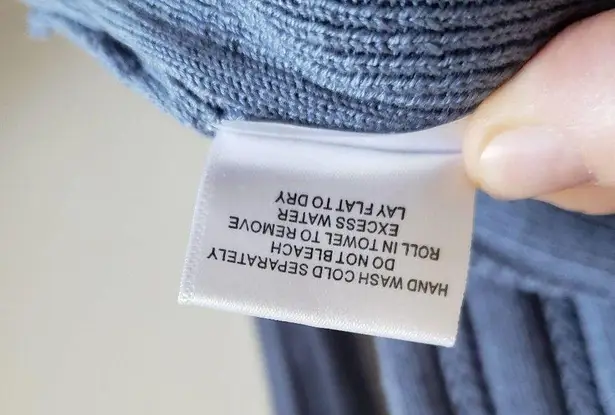 HAND WASH COLD SEPARATELY
DO NOT BLEACH
ROLL IN TOWEL TO REMOVE
EXCESS WATER
LAY FLAT TO DRY